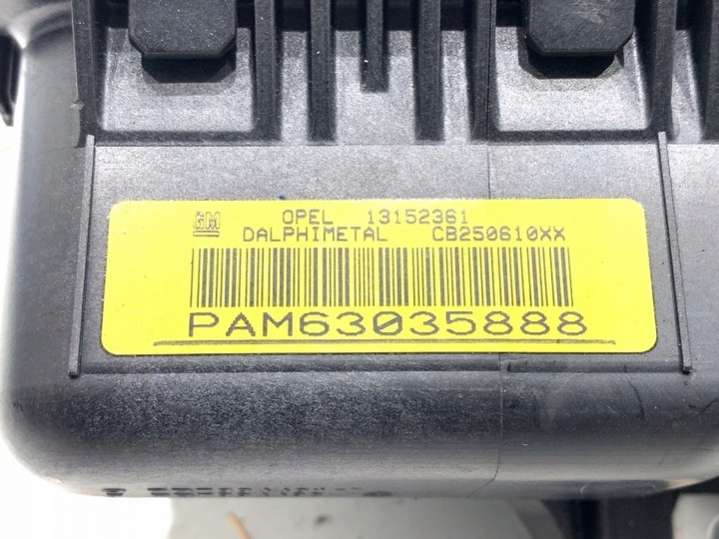 GM OPEL 13152361
DALPHIMETAL CB250610XX
PAM63035888